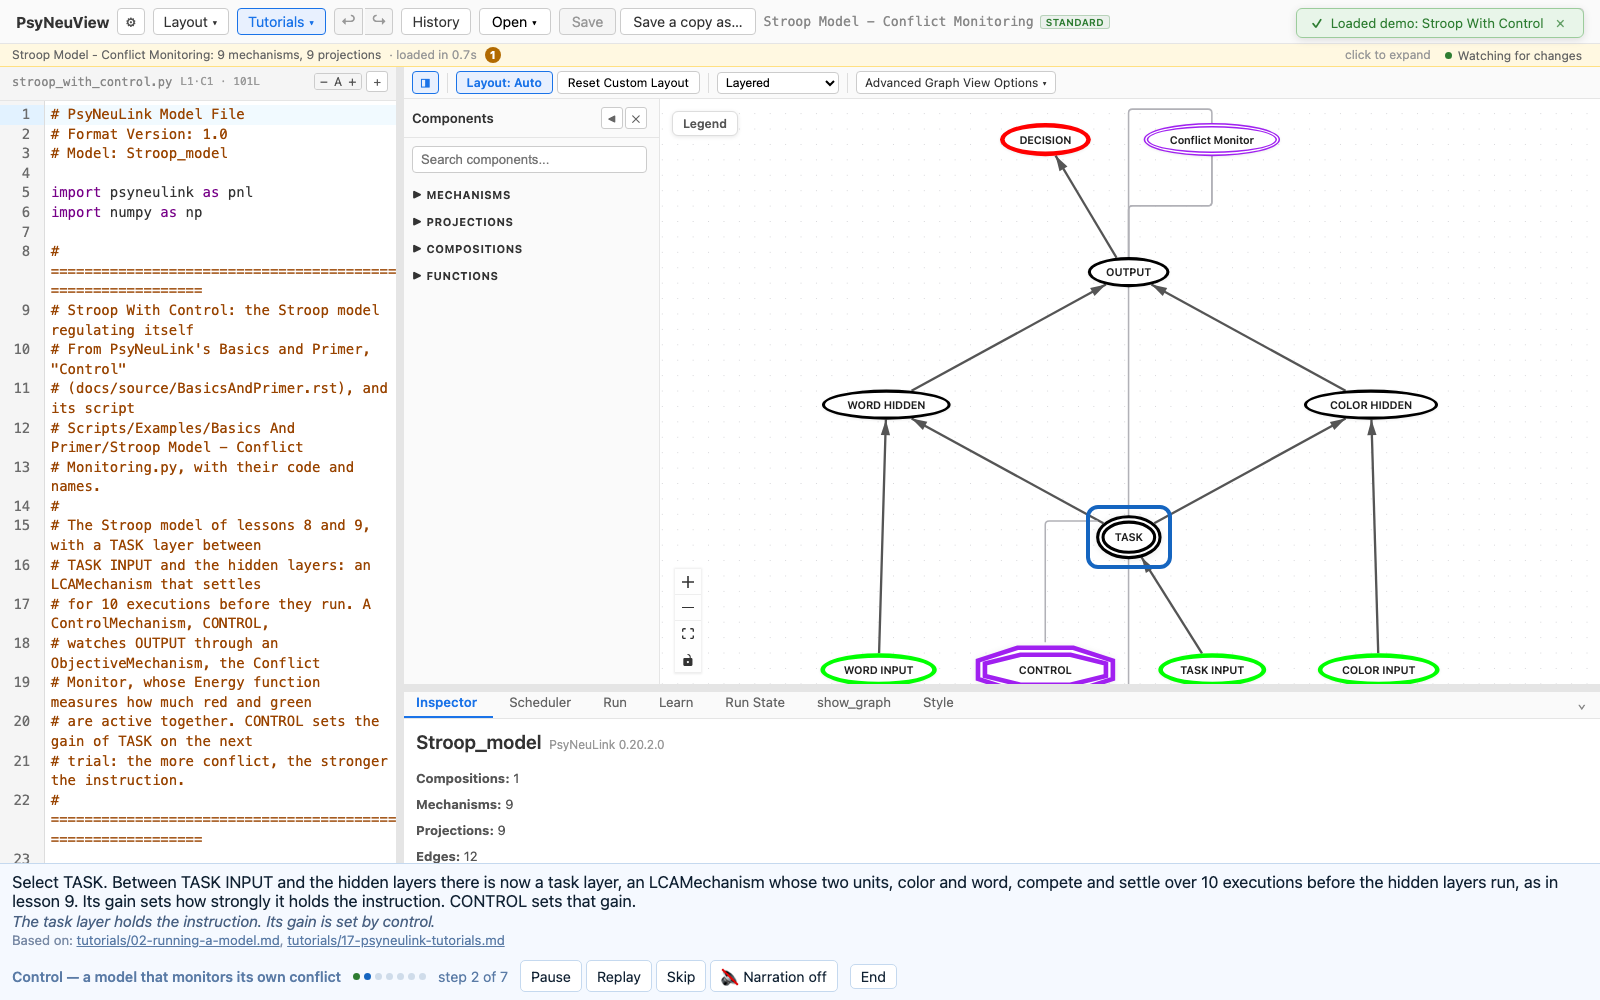 PsyNeuView ⚙ Layout ▾ Tutorials ▾ ↩ ↪ History Open ▾ Save Save a copy as... Stroop Model – Conflict Monitoring STANDARD
✓ Loaded demo: Stroop With Control ×
Stroop Model - Conflict Monitoring: 9 mechanisms, 9 projections · loaded in 0.7s 1
click to expand ● Watching for changes
stroop_with_control.py L1·C1 · 101L − A + +
1 # PsyNeuLink Model File
2 # Format Version: 1.0
3 # Model: Stroop_model
4
5 import psyneulink as pnl
6 import numpy as np
7
8 #
=========================================
==================
9 # Stroop With Control: the Stroop model
regulating itself
10 # From PsyNeuLink's Basics and Primer,
"Control"
11 # (docs/source/BasicsAndPrimer.rst), and
its script
12 # Scripts/Examples/Basics And
Primer/Stroop Model – Conflict
13 # Monitoring.py, with their code and
names.
14 #
15 # The Stroop model of lessons 8 and 9,
with a TASK layer between
16 # TASK INPUT and the hidden layers: an
LCAMechanism that settles
17 # for 10 executions before they run. A
ControlMechanism, CONTROL,
18 # watches OUTPUT through an
ObjectiveMechanism, the Conflict
19 # Monitor, whose Energy function
measures how much red and green
20 # are active together. CONTROL sets the
gain of TASK on the next
21 # trial: the more conflict, the stronger
the instruction.
22 #
=========================================
==================
23
Layout: Auto Reset Custom Layout Layered Advanced Graph View Options ▾
Components ◀ ×
Search components...
▶ MECHANISMS
▶ PROJECTIONS
▶ COMPOSITIONS
▶ FUNCTIONS
Legend
DECISION
Conflict Monitor
OUTPUT
WORD HIDDEN
COLOR HIDDEN
TASK
WORD INPUT
CONTROL
TASK INPUT
COLOR INPUT
Inspector Scheduler Run Learn Run State show_graph Style
Stroop_model PsyNeuLink 0.20.2.0
Compositions: 1
Mechanisms: 9
Projections: 9
Edges: 12
Select TASK. Between TASK INPUT and the hidden layers there is now a task layer, an LCAMechanism whose two units, color and word, compete and settle over 10 executions before the hidden layers run, as in
lesson 9. Its gain sets how strongly it holds the instruction. CONTROL sets that gain.
The task layer holds the instruction. Its gain is set by control.
Based on: tutorials/02-running-a-model.md, tutorials/17-psyneulink-tutorials.md
Control — a model that monitors its own conflict step 2 of 7 Pause Replay Skip Narration off End